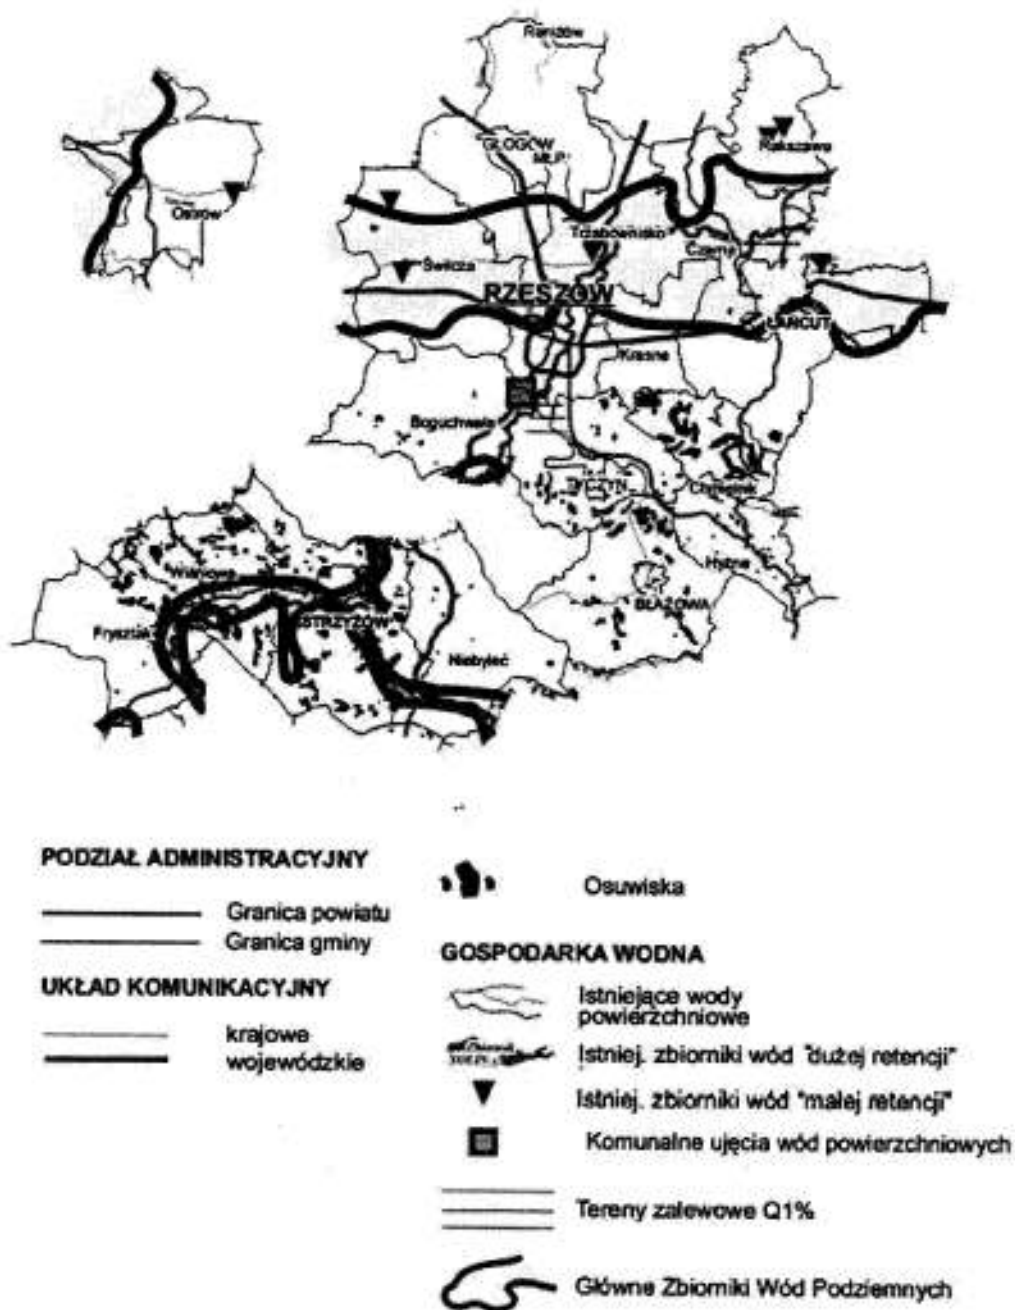 Raniżów
GŁOGÓW
MŁP.
Rakszawa
Ostrów
Trzebownisko
Czarna
Świlcza
RZESZÓW
ŁAŃCUT
Krasne
Boguchwała
TYCZYN
Chmielnik
Hyżne
Wiśniowa
BŁAŻOWA
STRZYŻÓW
Frysztak
Niebylec
PODZIAŁ ADMINISTRACYJNY
Granica powiatu
Granica gminy
UKŁAD KOMUNIKACYJNY
krajowe
wojewódzkie
Osuwiska
GOSPODARKA WODNA
Istniejące wody
powierzchniowe
Istniej. zbiorniki wód "dużej retencji"
Istniej. zbiorniki wód "małej retencji"
Komunalne ujęcia wód powierzchniowych
Tereny zalewowe Q1%
Główne Zbiorniki Wód Podziemnych